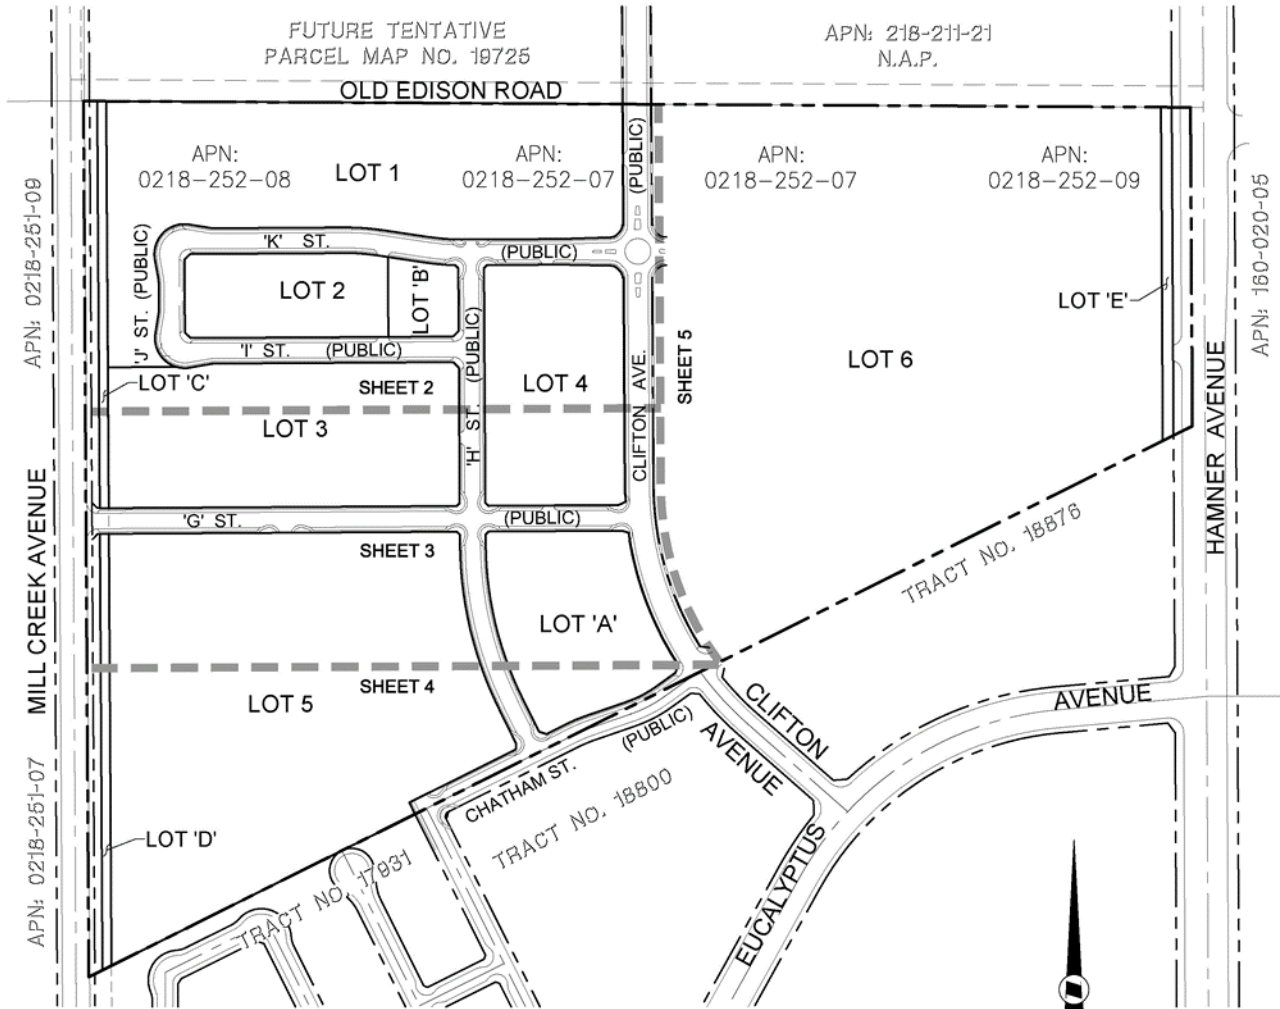 FUTURE TENTATIVE
PARCEL MAP NO. 19725
APN: 218-211-21
N.A.P.
OLD EDISON ROAD
APN:
0218-252-08
LOT 1
APN:
0218-252-07
(PUBLIC)
APN:
0218-252-07
APN:
0218-252-09
APN: 0218-251-09
APN: 160-020-05
'K' ST.
(PUBLIC)
'J' ST. (PUBLIC)
LOT 2
LOT 'B'
LOT 'E'
'I' ST. (PUBLIC)
'H' ST. (PUBLIC)
LOT 'C'
SHEET 2
LOT 4
CLIFTON AVE.
SHEET 5
LOT 6
LOT 3
HAMNER AVENUE
MILL CREEK AVENUE
'G' ST.
(PUBLIC)
SHEET 3
TRACT NO. 18876
LOT 'A'
SHEET 4
LOT 5
CLIFTON
AVENUE
(PUBLIC)
CHATHAM ST.
EUCALYPTUS
AVENUE
TRACT NO. 18800
LOT 'D'
APN: 0218-251-07
TRACT NO. 17931